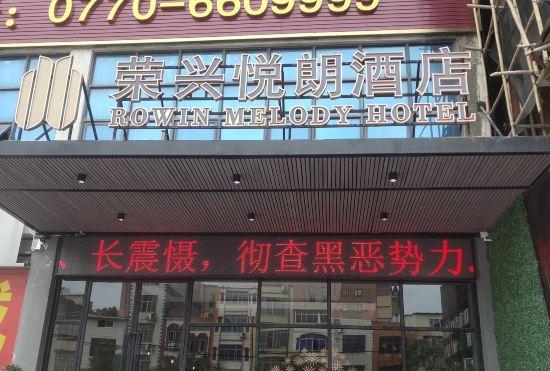 ：0770-6609999
荣兴悦朗酒店
ROWIN MELODY HOTEL
长震慑，彻查黑恶势力.